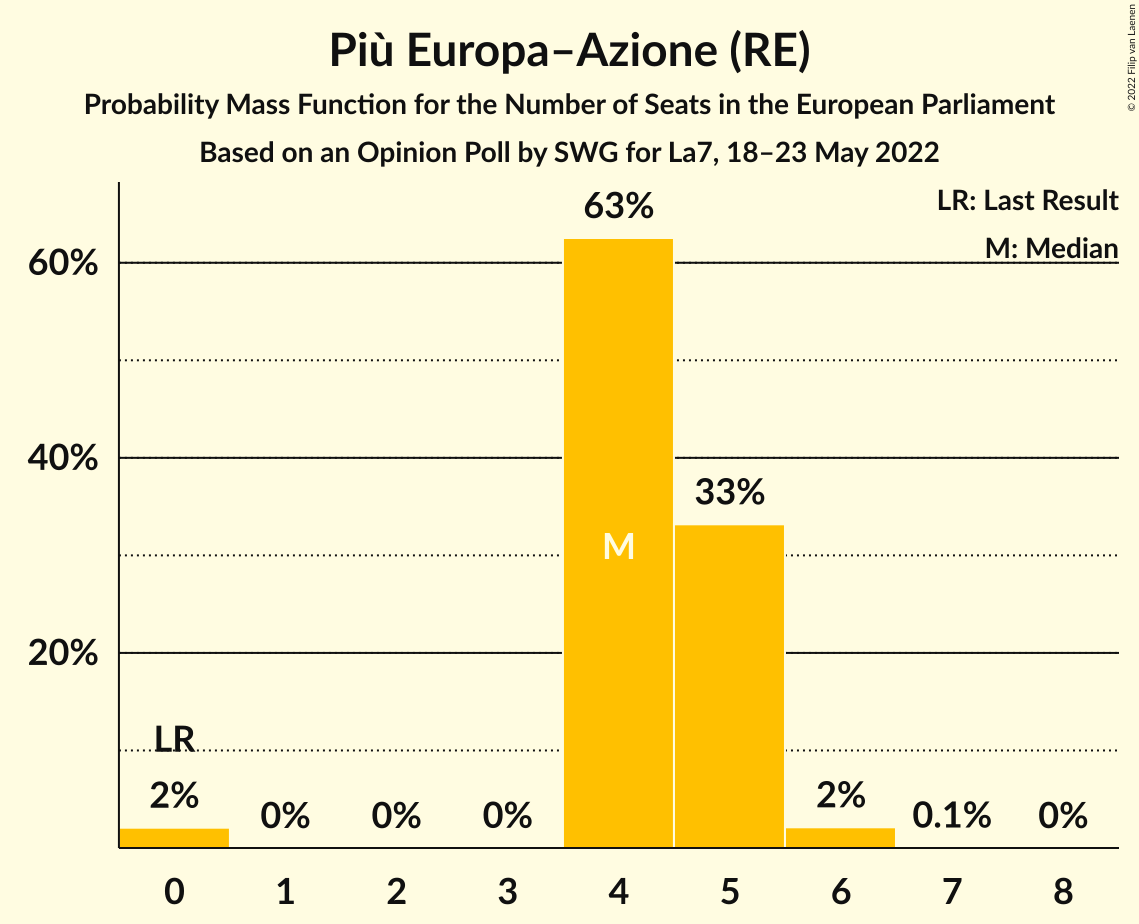 Più Europa–Azione (RE)
Probability Mass Function for the Number of Seats in the European Parliament
Based on an Opinion Poll by SWG for La7, 18–23 May 2022
© 2022 Filip van Laenen
LR: Last Result
M: Median
63%
60%
40%
33%
M
20%
LR
2%
0%
0%
0%
2%
0.1%
0%
0 1 2 3 4 5 6 7 8